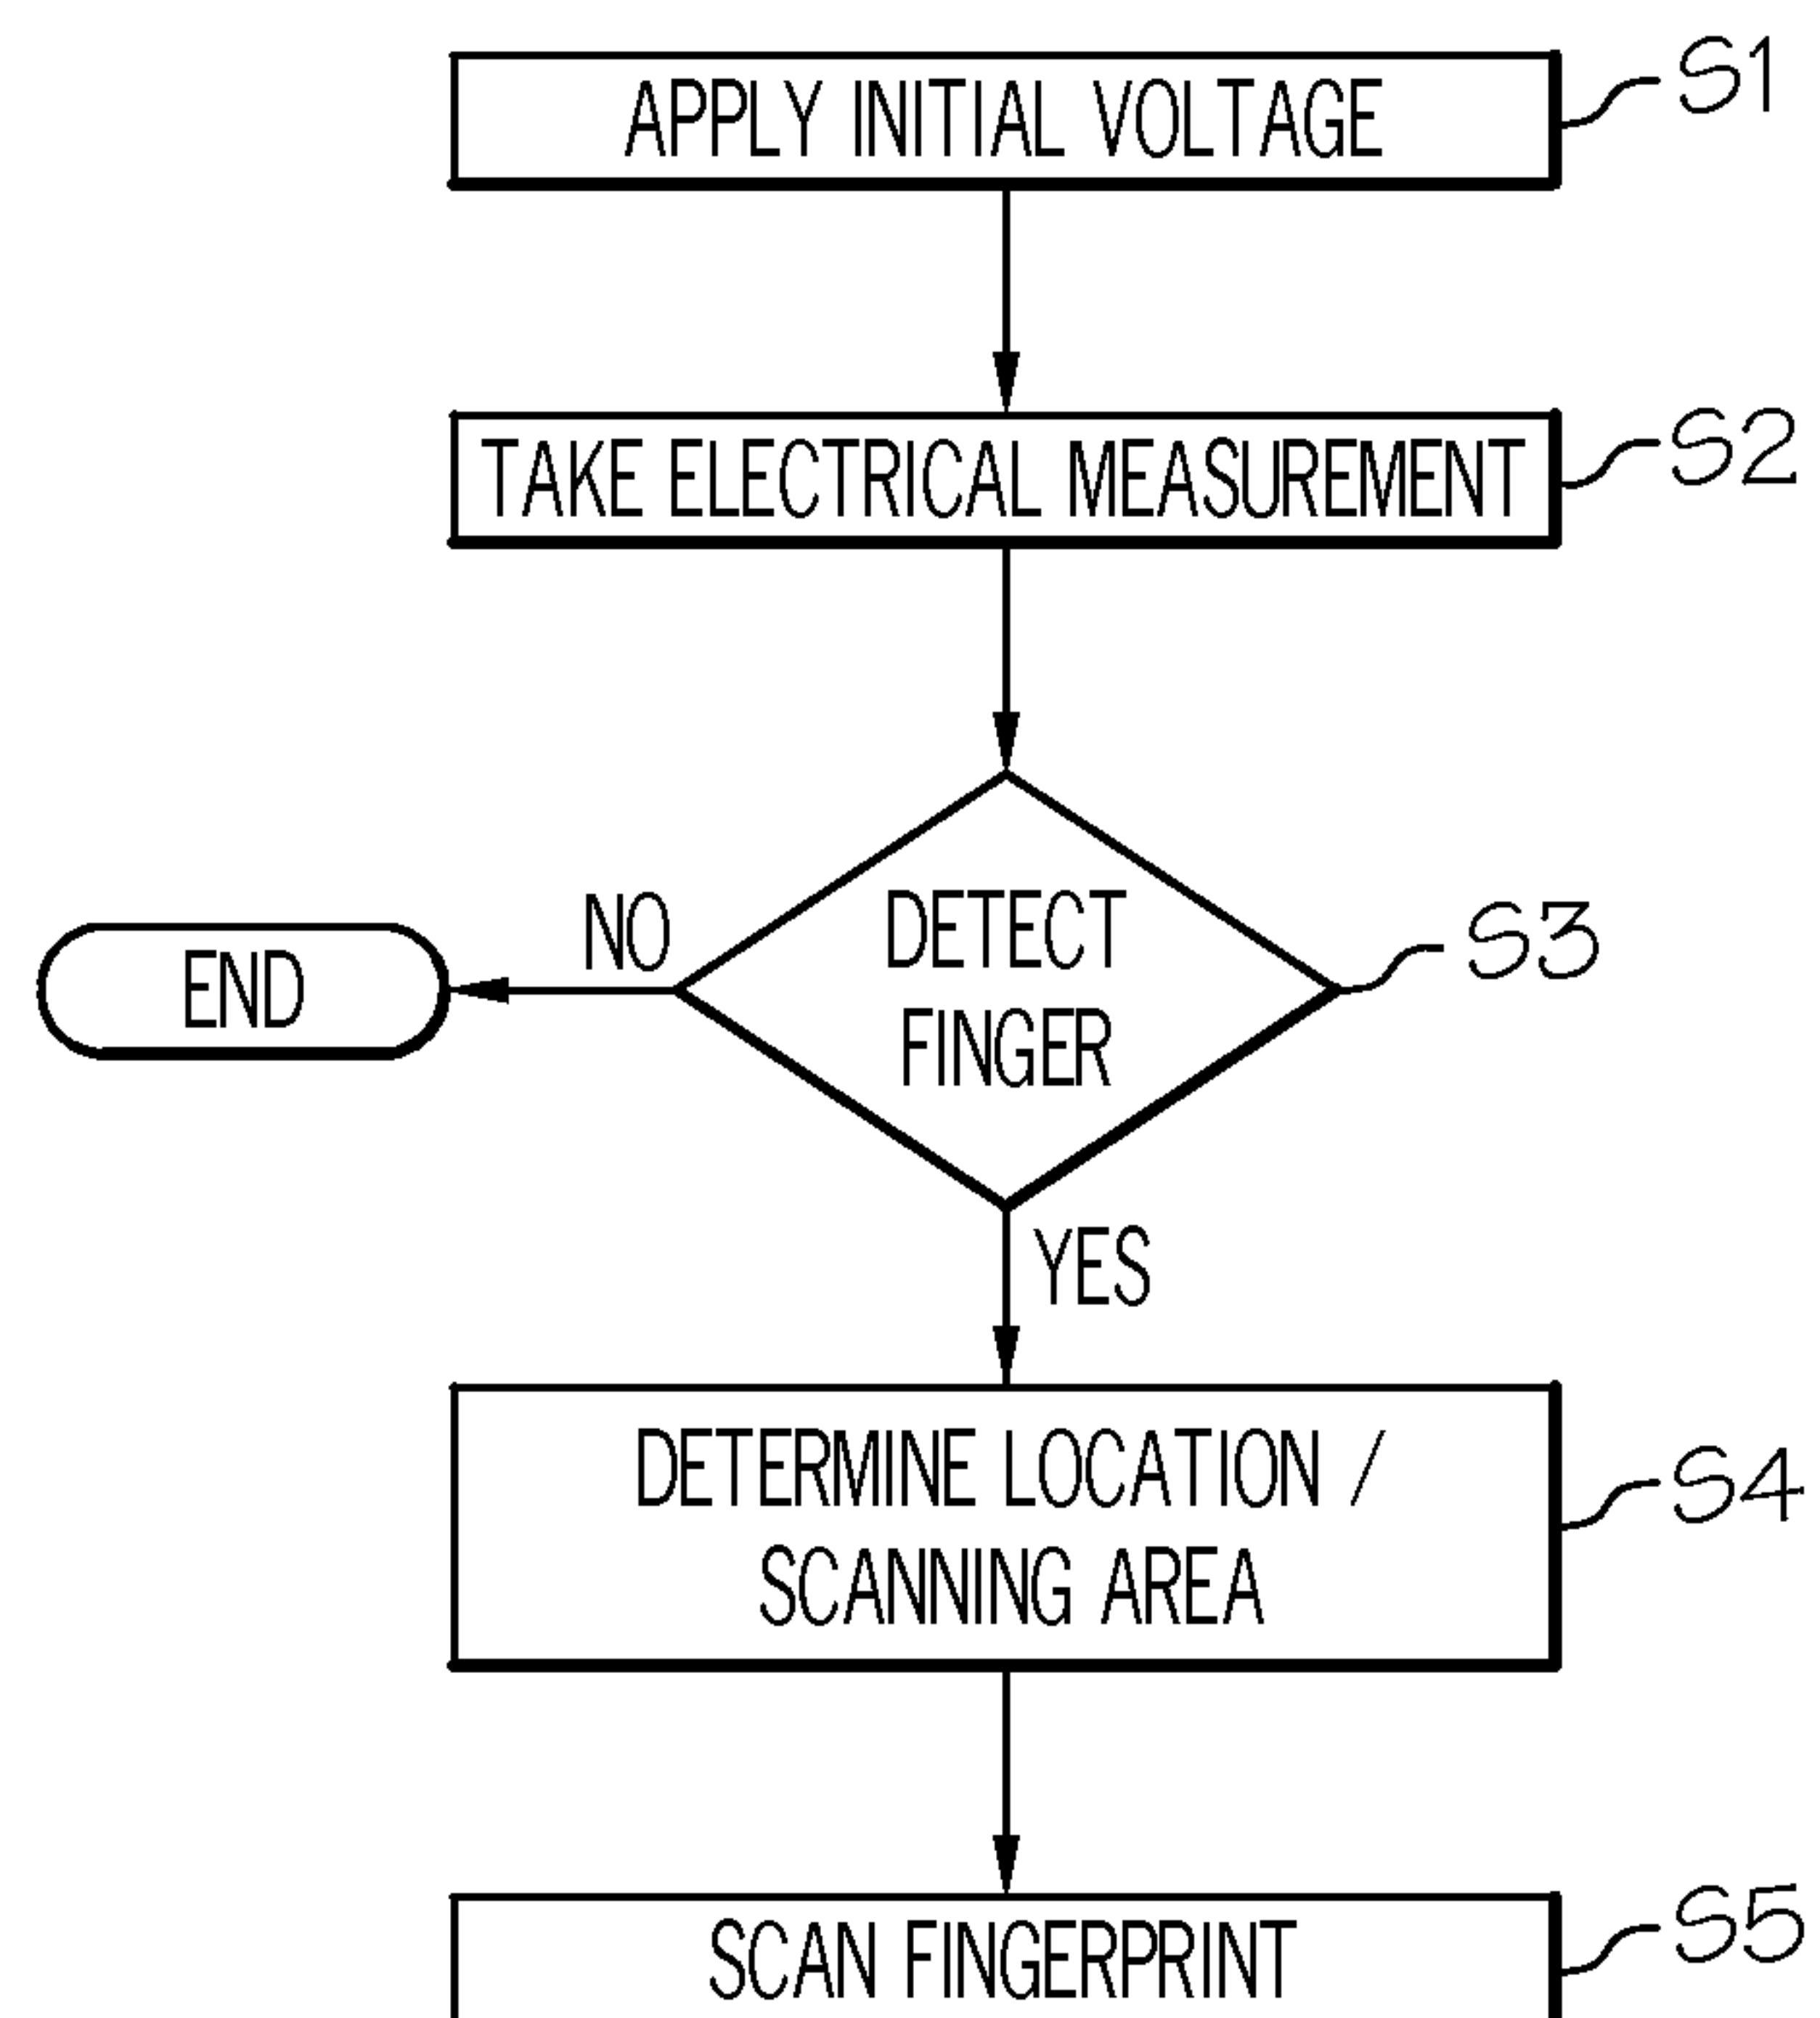 APPLY INITIAL VOLTAGE
S1
TAKE ELECTRICAL MEASUREMENT
S2
DETECT
FINGER
S3
NO
END
YES
DETERMINE LOCATION /
SCANNING AREA
S4
SCAN FINGERPRINT
S5